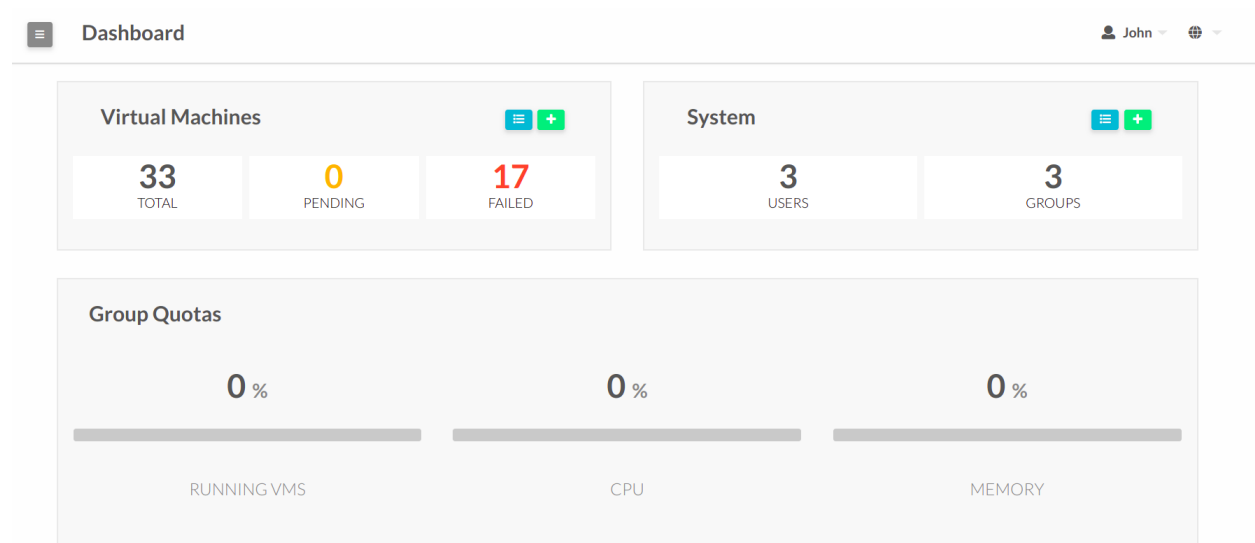 Dashboard
John
Virtual Machines
33
TOTAL
0
PENDING
17
FAILED
System
3
USERS
3
GROUPS
Group Quotas
0 %
RUNNING VMS
0 %
CPU
0 %
MEMORY